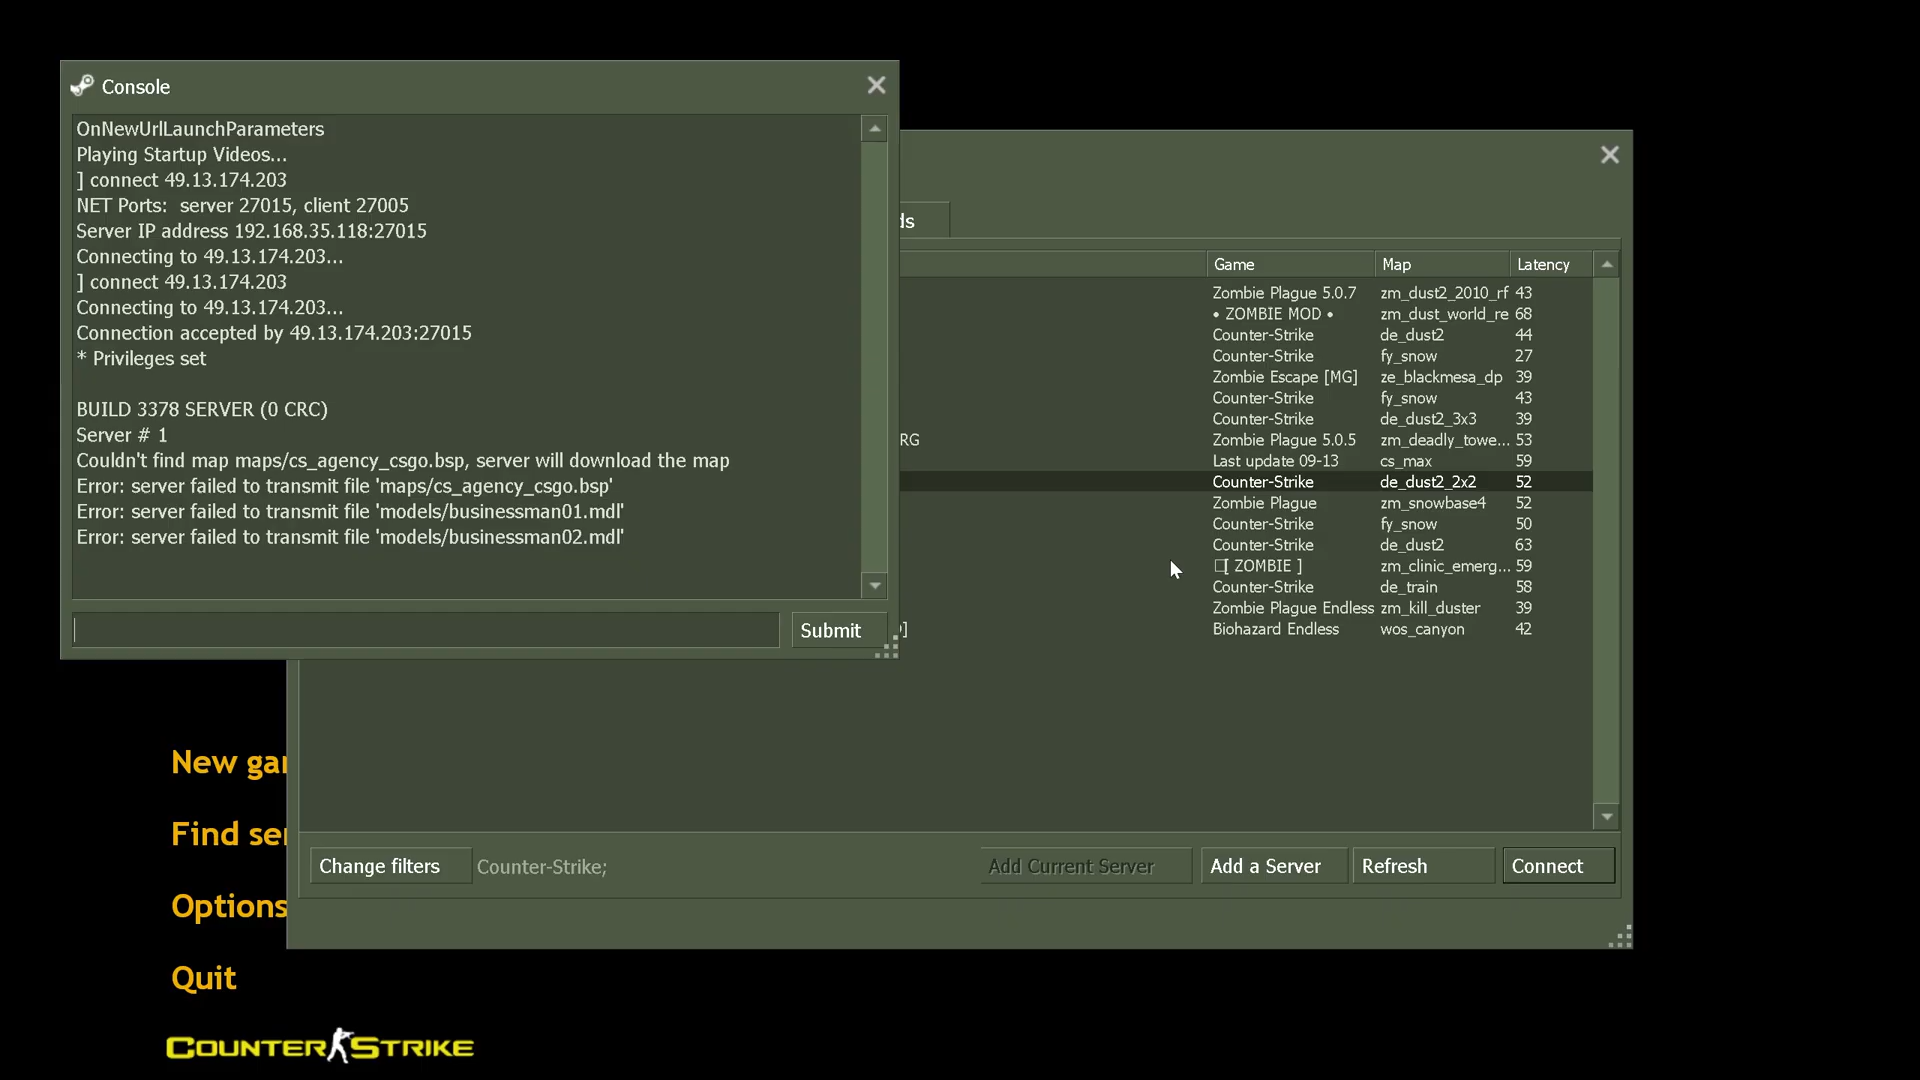 Console
OnNewUrlLaunchParameters
Playing Startup Videos...
] connect 49.13.174.203
NET Ports:  server 27015, client 27005
Server IP address 192.168.35.118:27015
Connecting to 49.13.174.203...
] connect 49.13.174.203
Connecting to 49.13.174.203...
Connection accepted by 49.13.174.203:27015
* Privileges set
BUILD 3378 SERVER (0 CRC)
Server # 1
Couldn't find map maps/cs_agency_csgo.bsp, server will download the map
Error: server failed to transmit file 'maps/cs_agency_csgo.bsp'
Error: server failed to transmit file 'models/businessman01.mdl'
Error: server failed to transmit file 'models/businessman02.mdl'
Submit
ds
Game Map Latency
Zombie Plague 5.0.7 zm_dust2_2010_rf 43
• ZOMBIE MOD • zm_dust_world_re 68
Counter-Strike de_dust2 44
Counter-Strike fy_snow 27
Zombie Escape [MG] ze_blackmesa_dp 39
Counter-Strike fy_snow 43
Counter-Strike de_dust2_3x3 39
RG Zombie Plague 5.0.5 zm_deadly_towe... 53
Last update 09-13 cs_max 59
Counter-Strike de_dust2_2x2 52
Zombie Plague zm_snowbase4 52
Counter-Strike fy_snow 50
Counter-Strike de_dust2 63
□[ ZOMBIE ] zm_clinic_emerg... 59
Counter-Strike de_train 58
Zombie Plague Endless zm_kill_duster 39
] Biohazard Endless wos_canyon 42
Change filters Counter-Strike; Add Current Server Add a Server Refresh Connect
New gar
Find ser
Options
Quit
COUNTER STRIKE